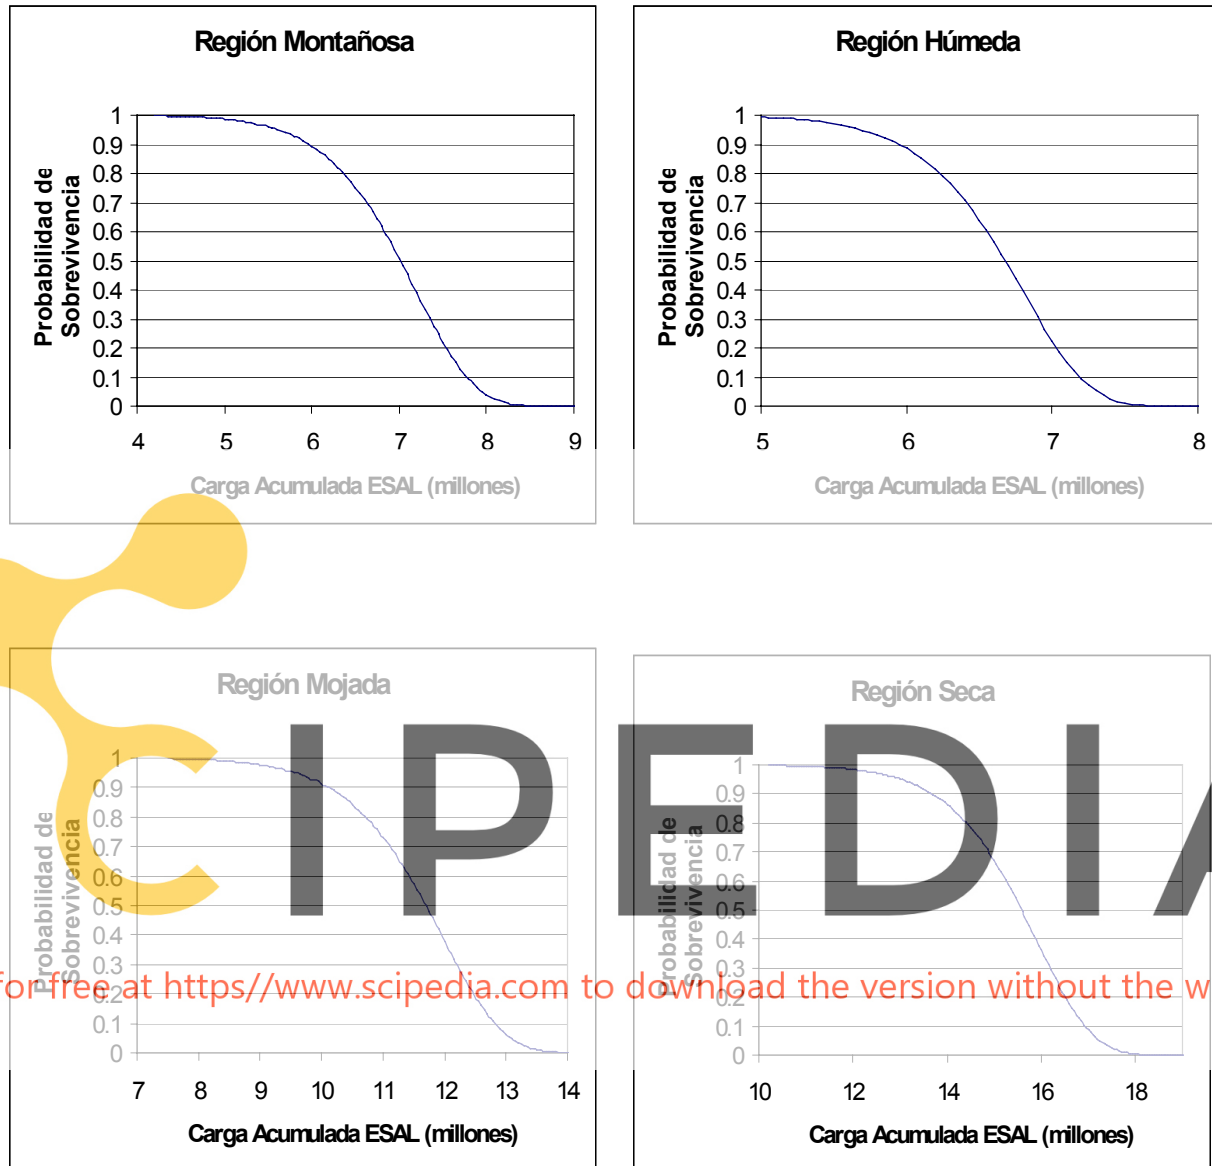 Región Montañosa
Probabilidad de
Sobrevivencia
1
0.9
0.8
0.7
0.6
0.5
0.4
0.3
0.2
0.1
0
4 5 6 7 8 9
Carga Acumulada ESAL (millones)
Región Húmeda
Probabilidad de
Sobrevivencia
1
0.9
0.8
0.7
0.6
0.5
0.4
0.3
0.2
0.1
0
5 6 7 8
Carga Acumulada ESAL (millones)
Región Mojada
Probabilidad de
Sobrevivencia
1
0.9
0.8
0.7
0.6
0.5
0.4
0.3
0.2
0.1
0
7 8 9 10 11 12 13 14
Carga Acumulada ESAL (millones)
Región Seca
Probabilidad de
Sobrevivencia
1
0.9
0.8
0.7
0.6
0.5
0.4
0.3
0.2
0.1
0
10 12 14 16 18
Carga Acumulada ESAL (millones)
CIPEDIA
for free at https//www.scipedia.com to download the version without the w